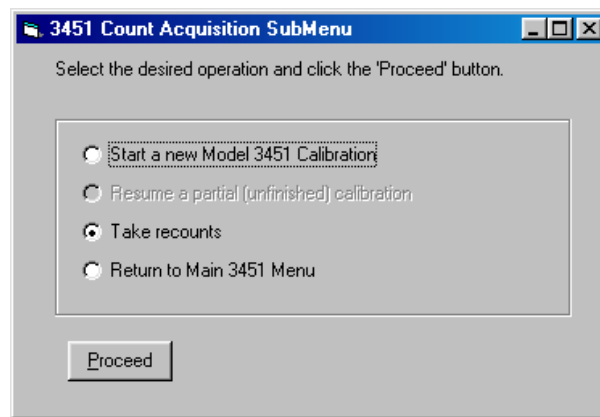 3451 Count Acquisition SubMenu
Select the desired operation and click the 'Proceed' button.
Start a new Model 3451 Calibration
Resume a partial (unfinished) calibration
Take recounts
Return to Main 3451 Menu
Proceed